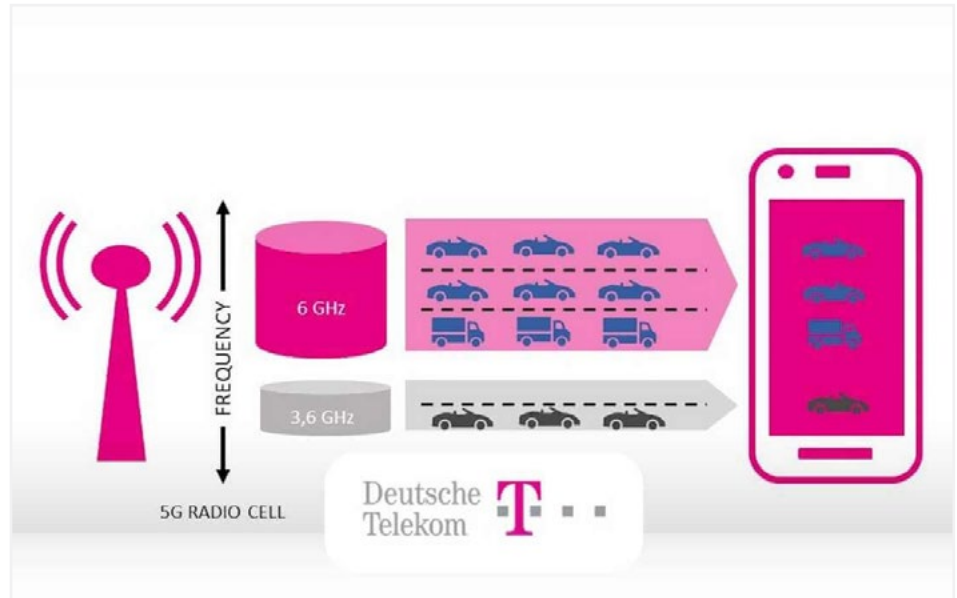 FREQUENCY
6 GHz
3,6 GHz
5G RADIO CELL
Deutsche
Telekom
T